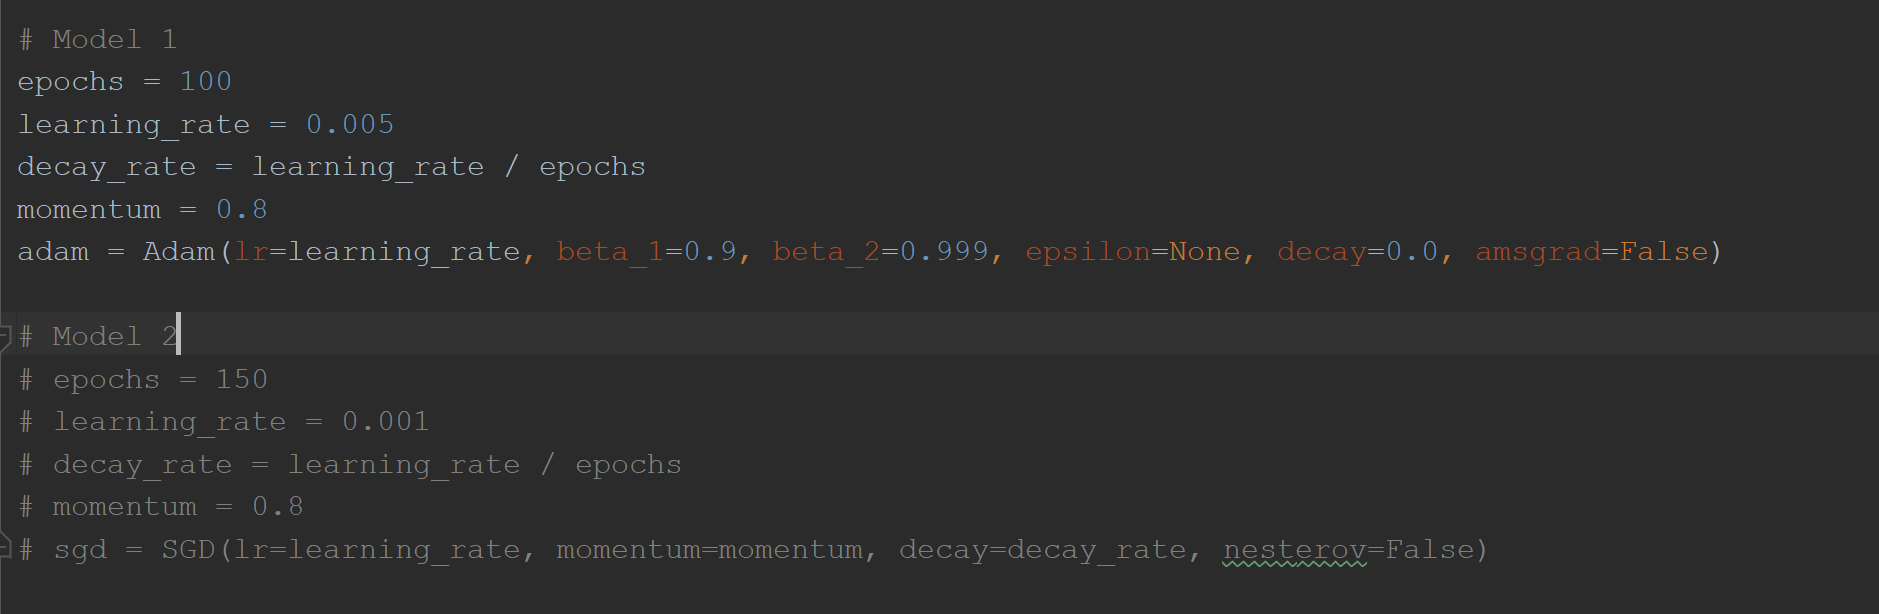 # Model 1
epochs = 100
learning_rate = 0.005
decay_rate = learning_rate / epochs
momentum = 0.8
adam = Adam(lr=learning_rate, beta_1=0.9, beta_2=0.999, epsilon=None, decay=0.0, amsgrad=False)
# Model 2
# epochs = 150
# learning_rate = 0.001
# decay_rate = learning_rate / epochs
# momentum = 0.8
# sgd = SGD(lr=learning_rate, momentum=momentum, decay=decay_rate, nesterov=False)